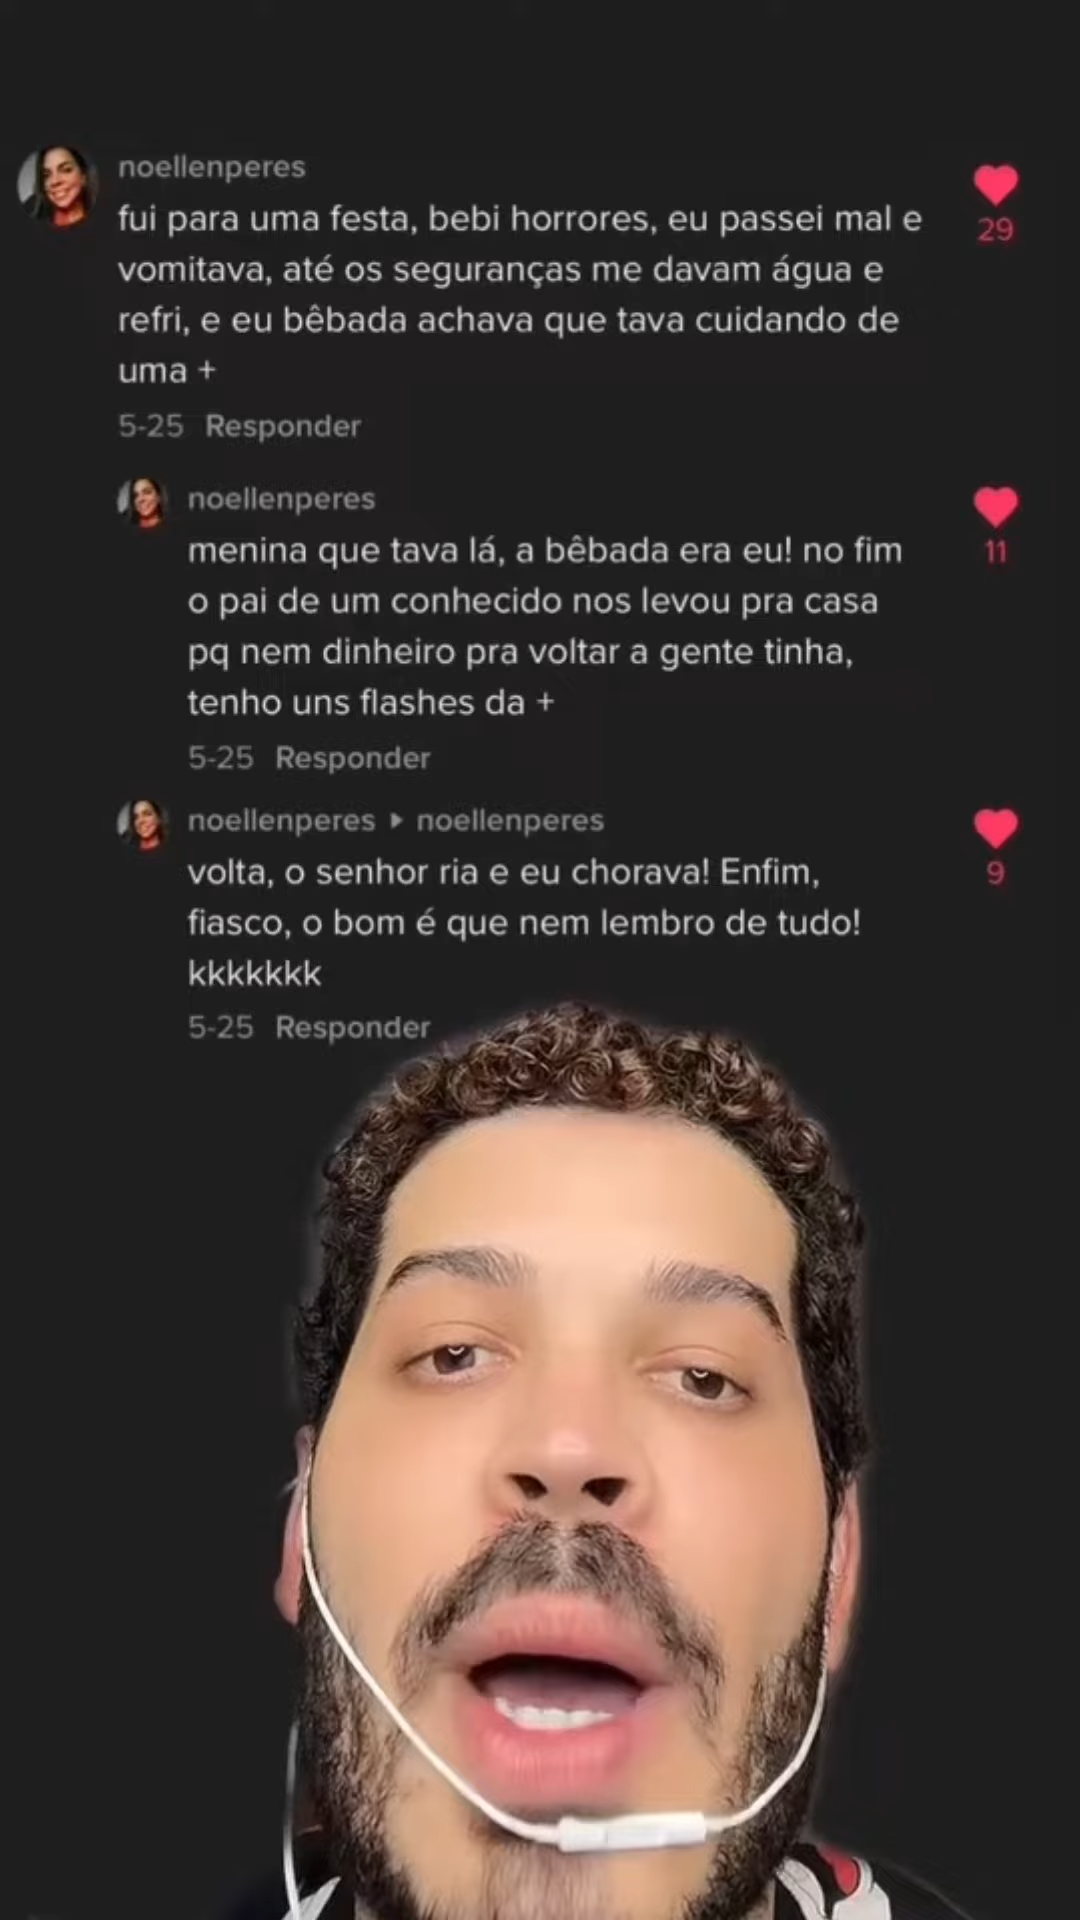 noellenperes
fui para uma festa, bebi horrores, eu passei mal e
vomitava, até os seguranças me davam água e
refri, e eu bêbada achava que tava cuidando de
uma +
29
5-25 Responder
noellenperes
menina que tava lá, a bêbada era eu! no fim
o pai de um conhecido nos levou pra casa
pq nem dinheiro pra voltar a gente tinha,
tenho uns flashes da +
11
5-25 Responder
noellenperes ▸ noellenperes
volta, o senhor ria e eu chorava! Enfim,
fiasco, o bom é que nem lembro de tudo!
kkkkkkk
9
5-25 Responder